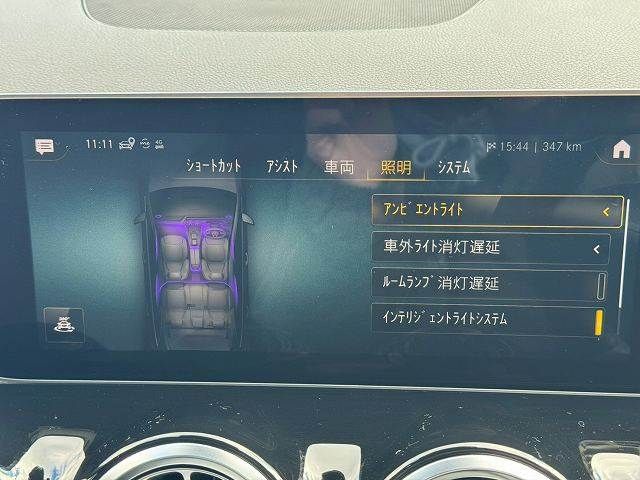 11:11 4G 15:44 | 347 km
ショートカット アシスト 車両 照明 システム
アンビエントライト
車外ライト消灯遅延
ルームランプ消灯遅延
インテリジェントライトシステム
360°